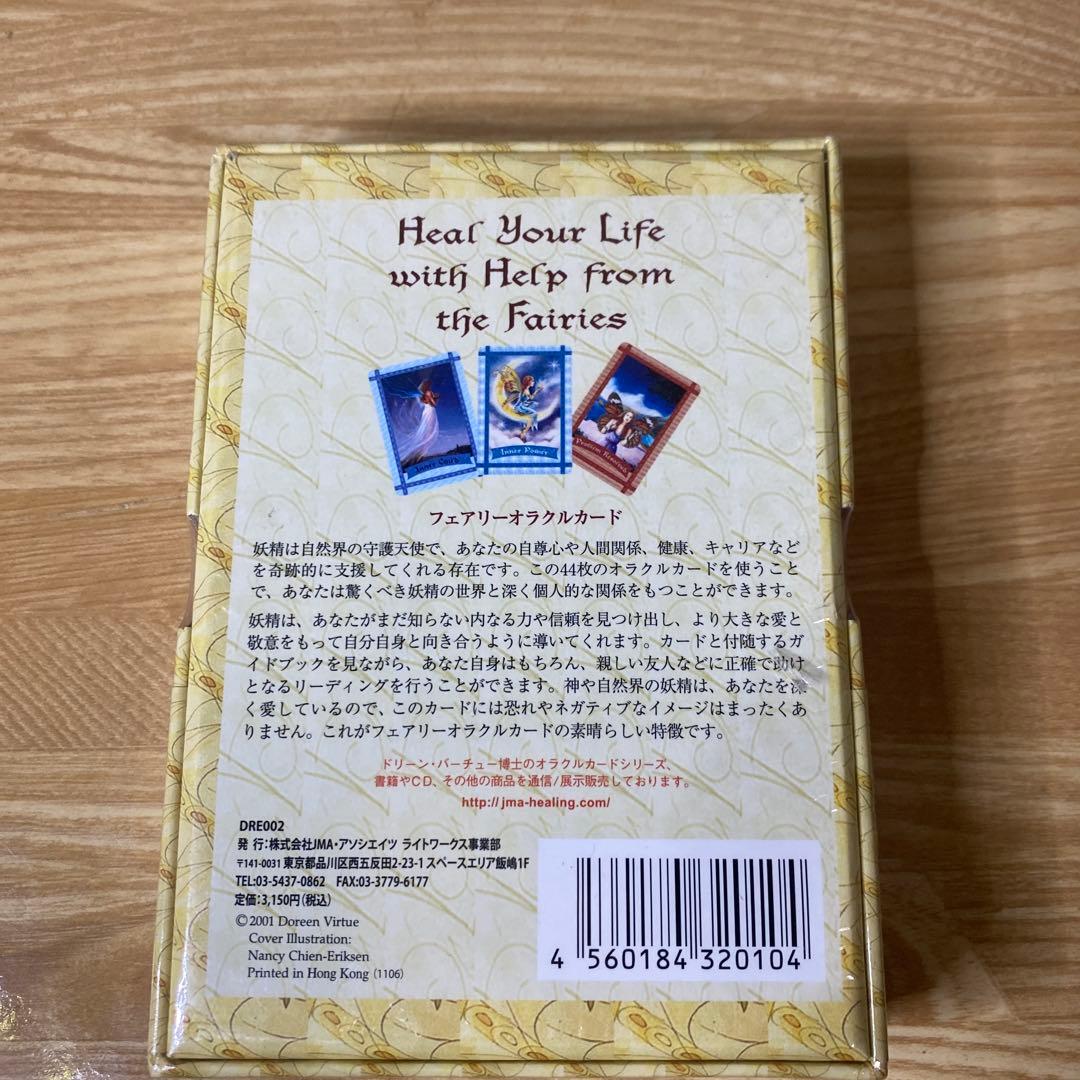 Heal Your Life
with Help from
the Fairies
Inner Child
Inner Power
Problem Resolved
フェアリーオラクルカード
妖精は自然界の守護天使で、あなたの自尊心や人間関係、健康、キャリアなど
を奇跡的に支援してくれる存在です。この44枚のオラクルカードを使うこと
で、あなたは驚くべき妖精の世界と深く個人的な関係をもつことができます。
妖精は、あなたがまだ知らない内なる力や信頼を見つけ出し、より大きな愛と
敬意をもって自分自身と向き合うように導いてくれます。カードと付随するガ
イドブックを見ながら、あなた自身はもちろん、親しい友人などに正確で助け
となるリーディングを行うことができます。神や自然界の妖精は、あなたを深
く愛しているので、このカードには恐れやネガティブなイメージはまったくあ
りません。これがフェアリーオラクルカードの素晴らしい特徴です。
ドリーン・バーチュー博士のオラクルカードシリーズ、
書籍やCD、その他の商品を通信/展示販売しております。
http://jma-healing.com/
DRE002
発 行：株式会社JMA・アソシエイツ ライトワークス事業部
〒141-0031 東京都品川区西五反田2-23-1 スペースエリア飯嶋1F
TEL:03-5437-0862 FAX:03-3779-6177
定価：3,150円（税込）
©2001 Doreen Virtue
Cover Illustration:
Nancy Chien-Eriksen
Printed in Hong Kong (1106)
4 560184 320104